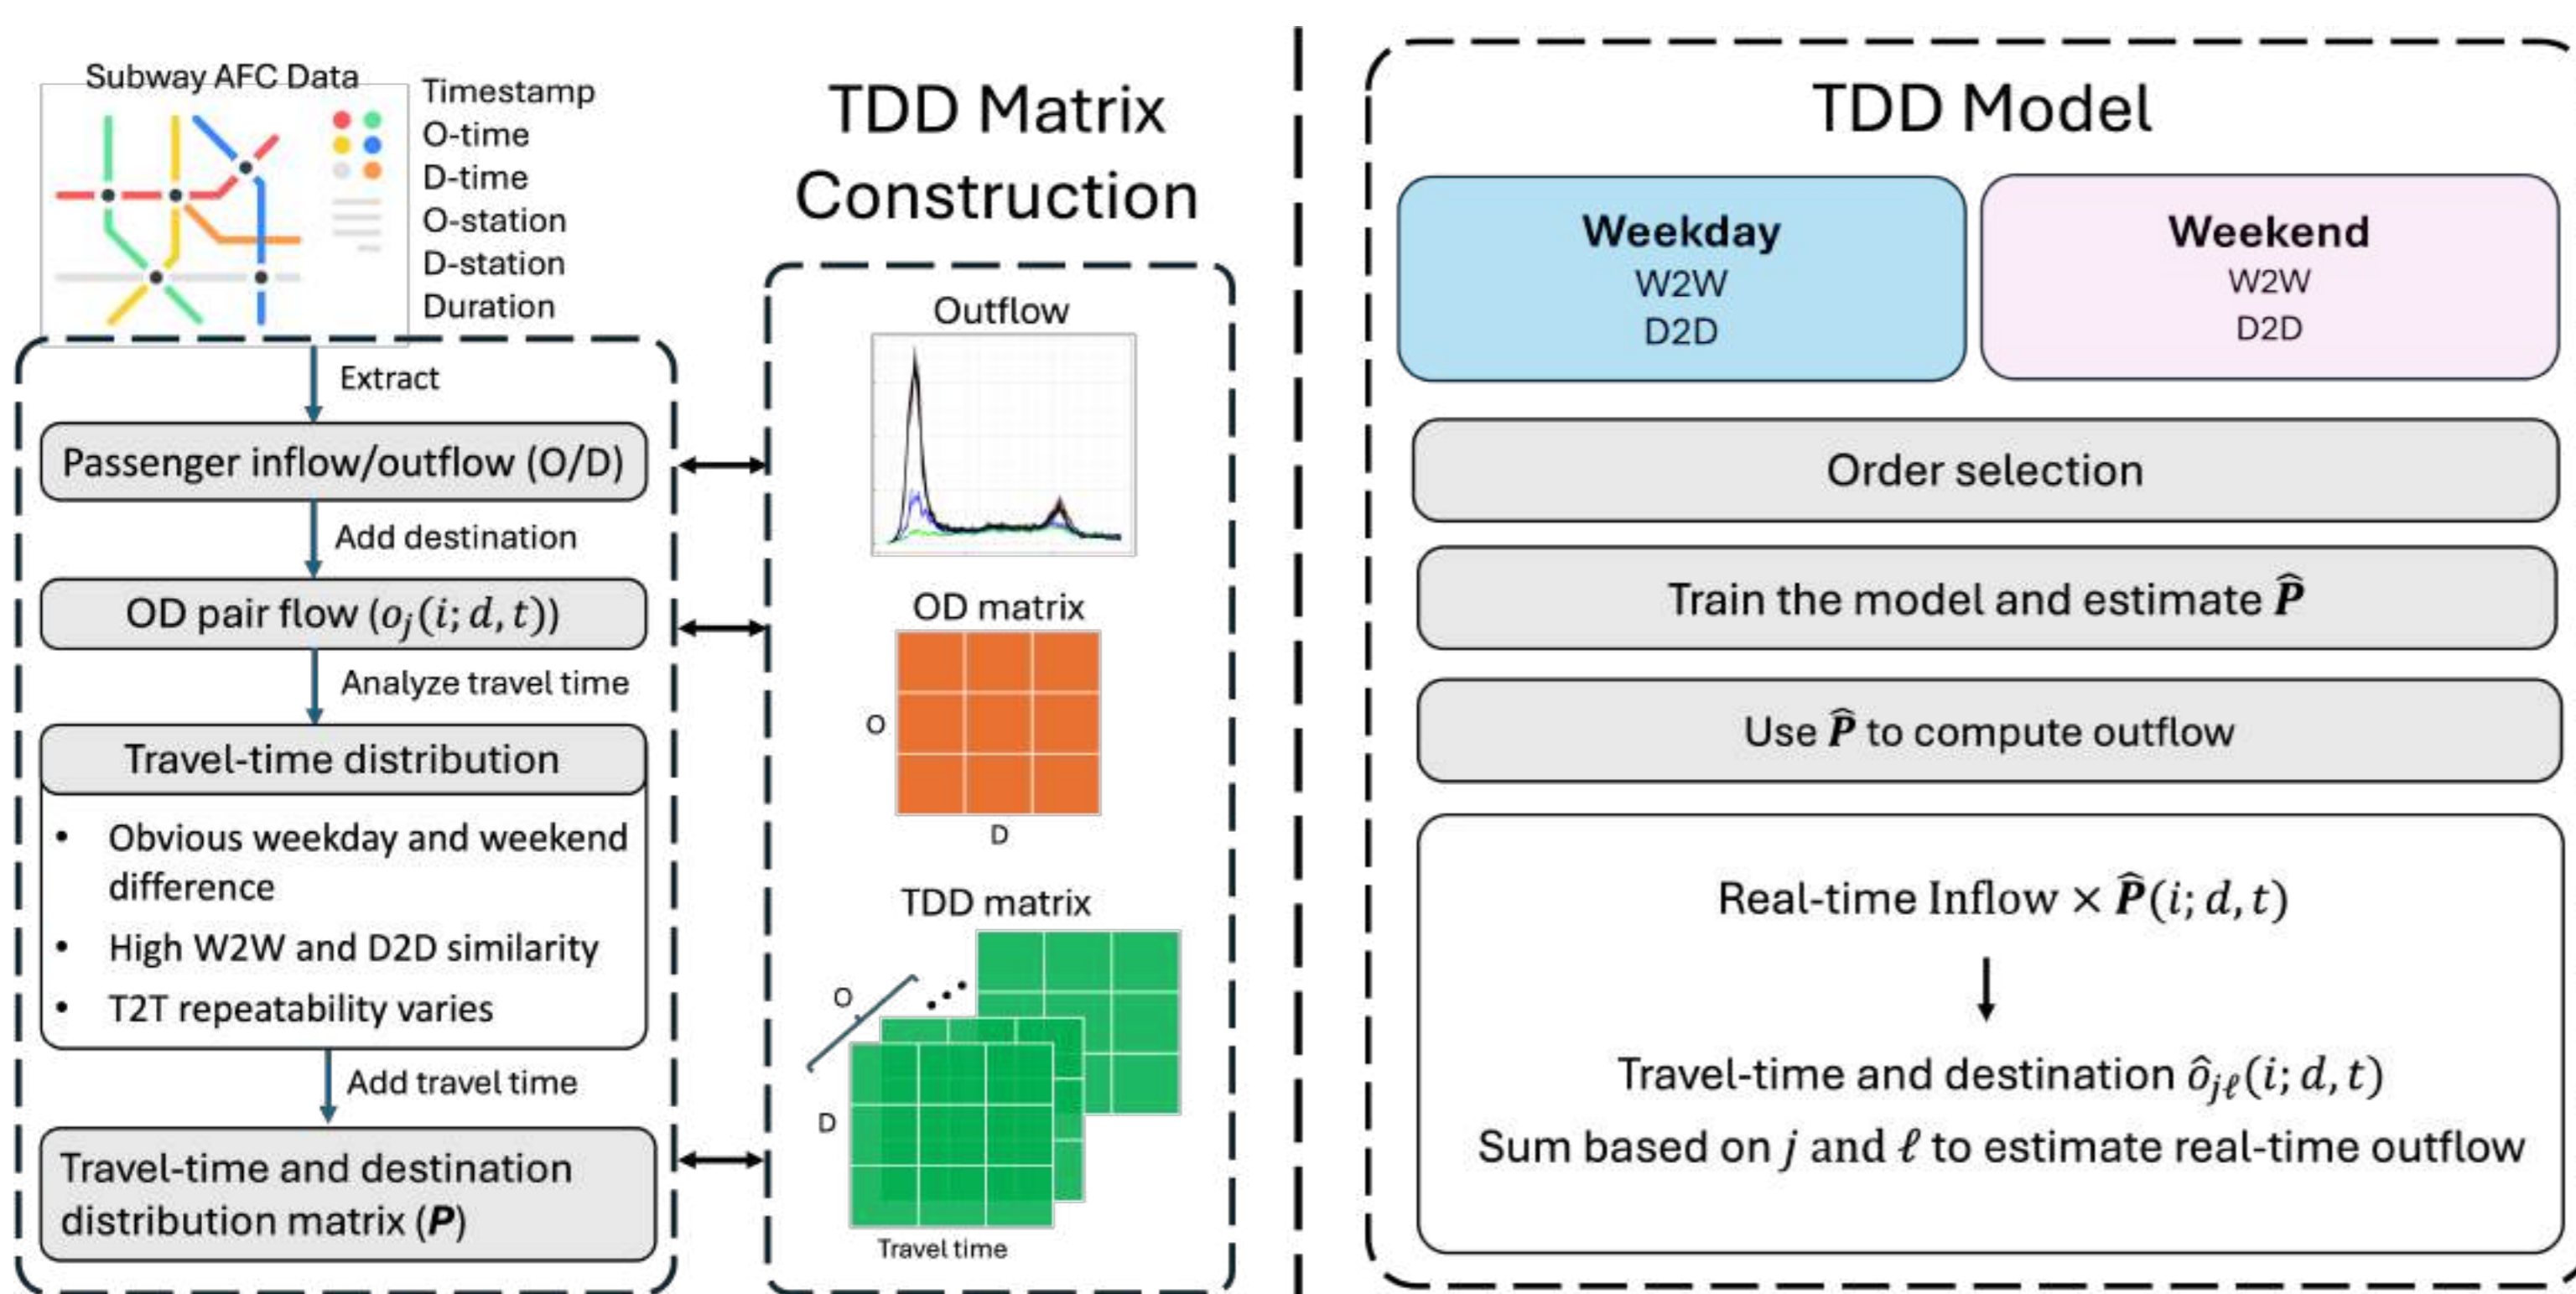 Subway AFC Data
Timestamp
O-time
D-time
O-station
D-station
Duration
Extract
Passenger inflow/outflow (O/D)
Add destination
OD pair flow (oⱼ(i; d, t))
Analyze travel time
Travel-time distribution
• Obvious weekday and weekend
difference
• High W2W and D2D similarity
• T2T repeatability varies
Add travel time
Travel-time and destination
distribution matrix (P)
TDD Matrix
Construction
Outflow
OD matrix
O
D
TDD matrix
O
D
Travel time
TDD Model
Weekday
W2W
D2D
Weekend
W2W
D2D
Order selection
Train the model and estimate P̂
Use P̂ to compute outflow
Real-time Inflow × P̂(i; d, t)
Travel-time and destination ôⱼℓ(i; d, t)
Sum based on j and ℓ to estimate real-time outflow